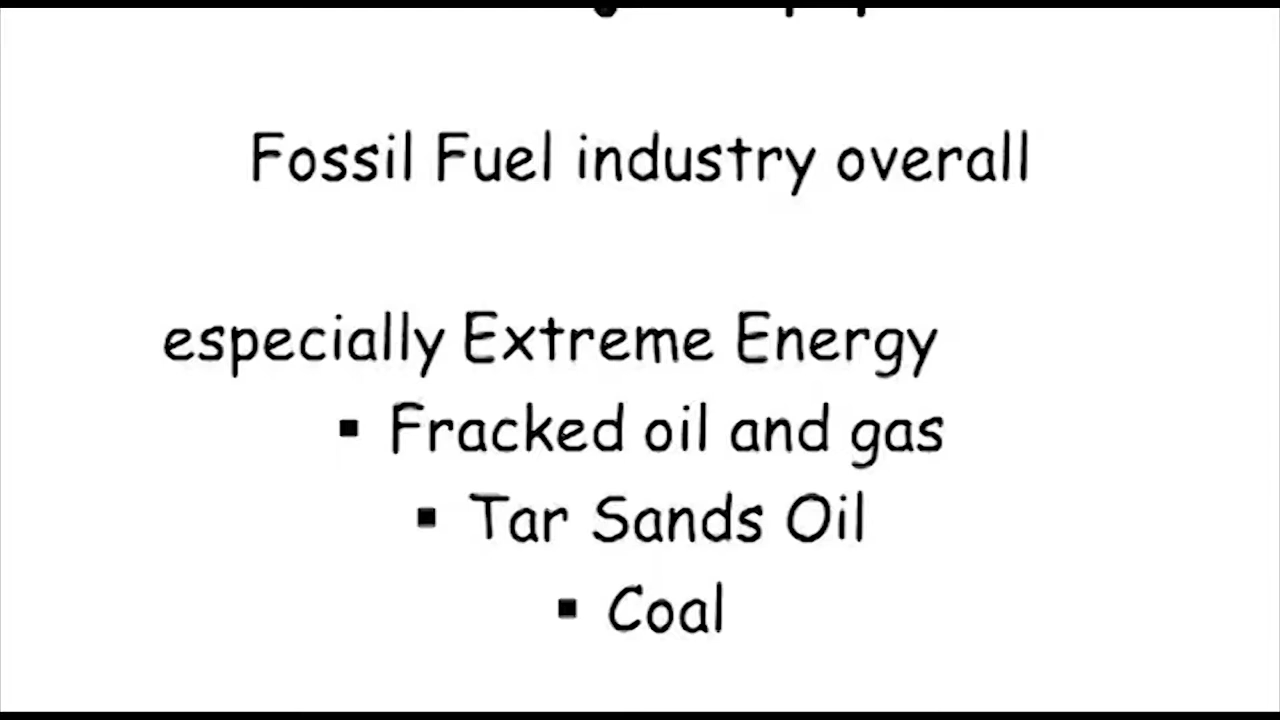 Fossil Fuel industry overall
especially Extreme Energy
▪ Fracked oil and gas
▪ Tar Sands Oil
▪ Coal